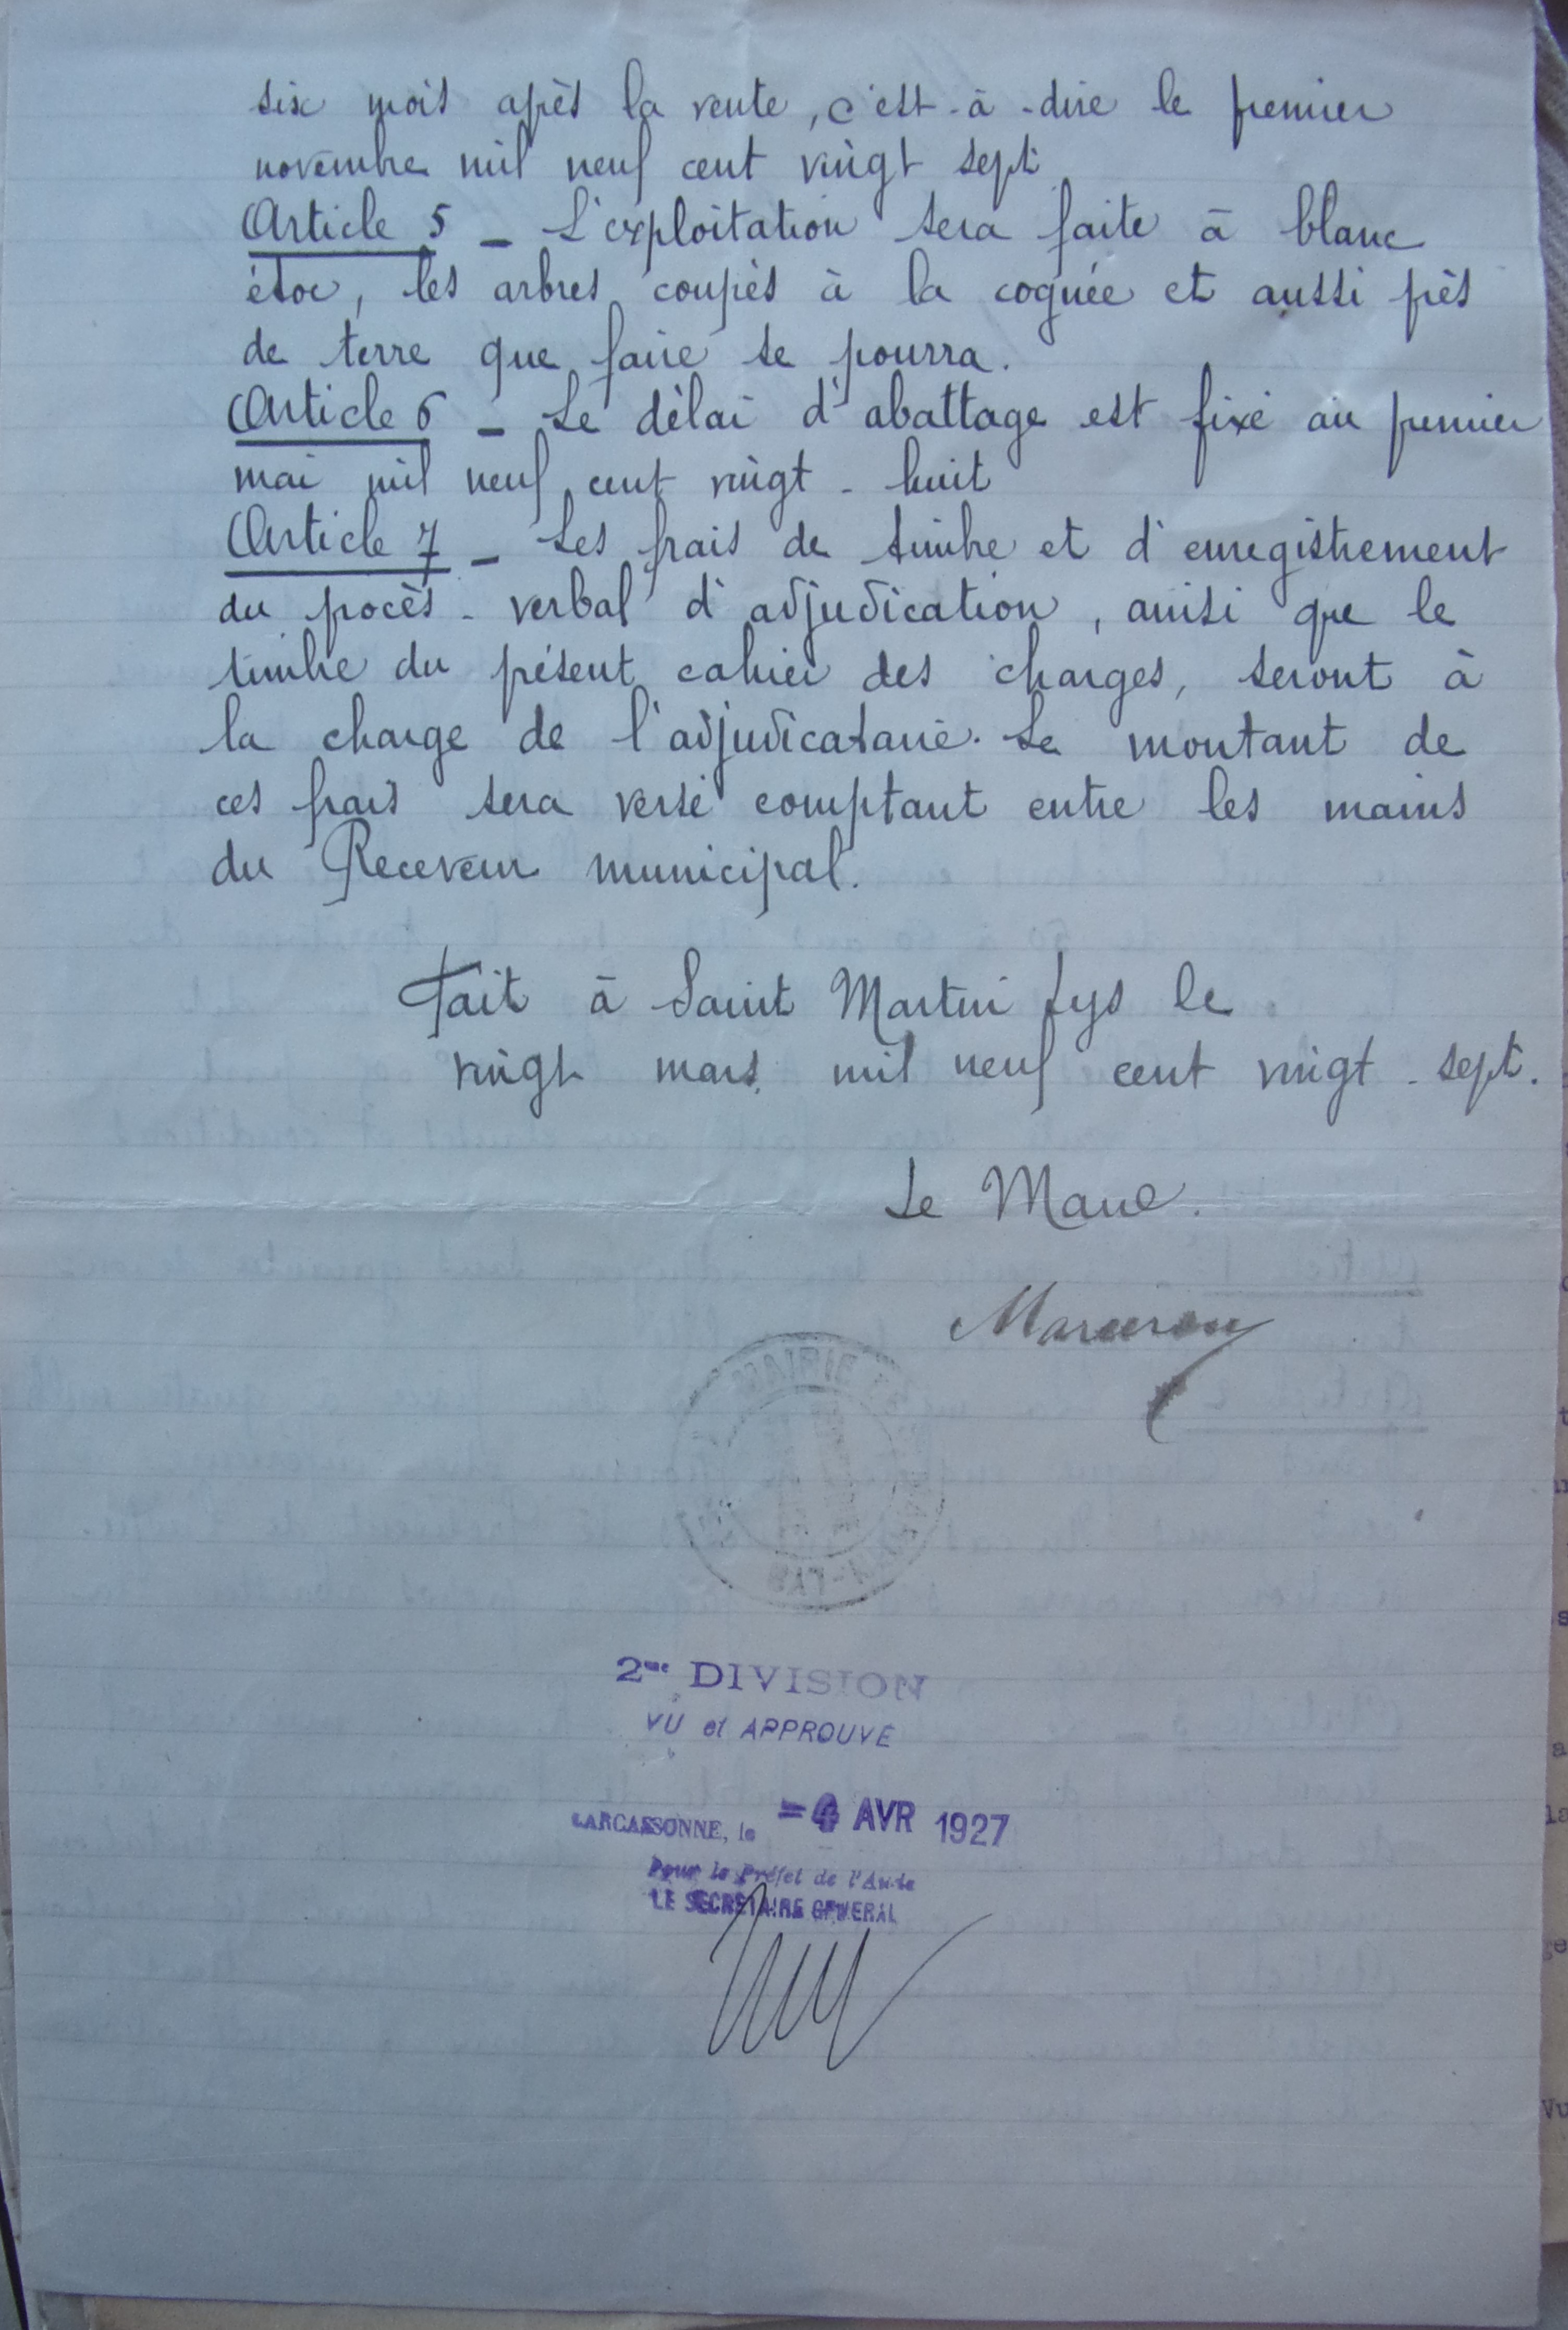 six mois après la vente, c'est-à-dire le premier
novembre mil neuf cent vingt sept
Article 5 - L'exploitation sera faite à blanc
étoc, les arbres coupés à la cognée et aussi près
de terre que faire se pourra.
Article 6 - Le délai d'abattage est fixé au premier
mai mil neuf cent vingt-huit
Article 7 - Les frais de timbre et d'enregistrement
du procès-verbal d'adjudication, ainsi que le
timbre du présent cahier des charges, seront à
la charge de l'adjudicataire. Le montant de
ces frais sera versé comptant entre les mains
du Receveur municipal.
Fait à Saint Martin Lys le
vingt mars mil neuf cent vingt-sept.
Le Maire.
MAIRIE
2me DIVISION
VU et APPROUVÉ
CARCASSONNE, le =4 AVR 1927
Pour le Préfet de l'Aude
LE SECRETAIRE GENERAL